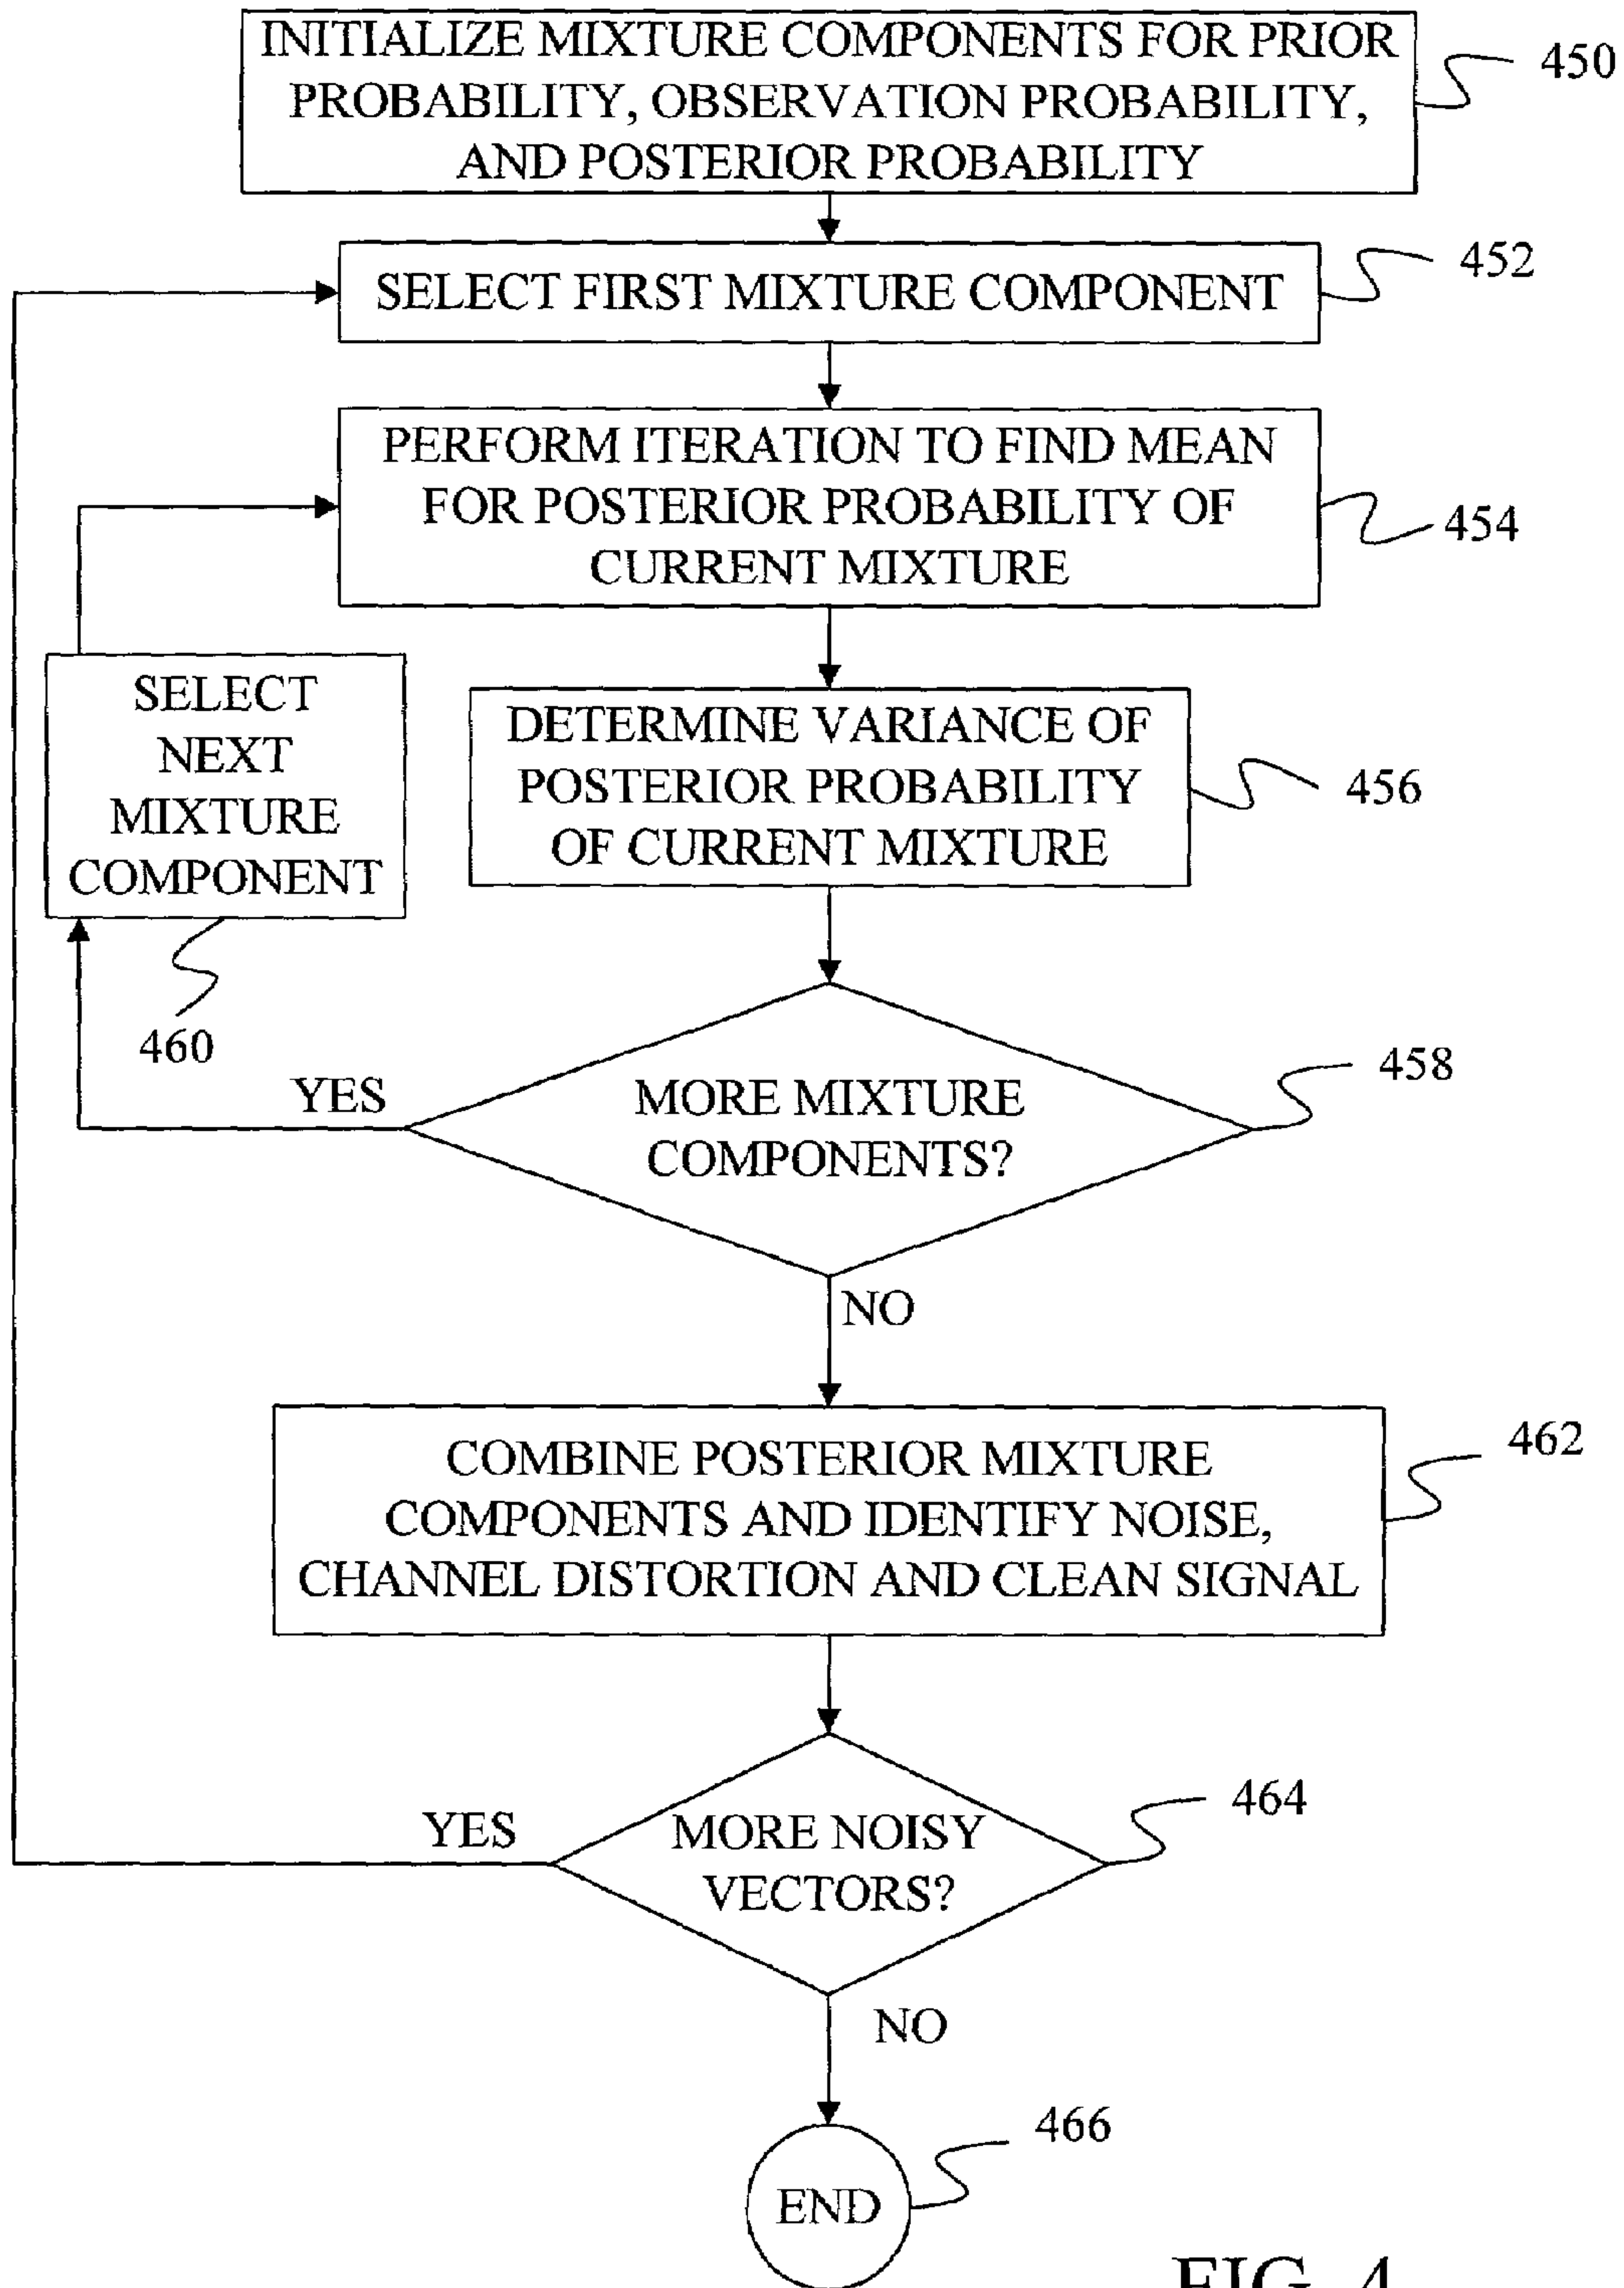 INITIALIZE MIXTURE COMPONENTS FOR PRIOR
PROBABILITY, OBSERVATION PROBABILITY,
AND POSTERIOR PROBABILITY
450
SELECT FIRST MIXTURE COMPONENT
452
PERFORM ITERATION TO FIND MEAN
FOR POSTERIOR PROBABILITY OF
CURRENT MIXTURE
454
SELECT
NEXT
MIXTURE
COMPONENT
460
DETERMINE VARIANCE OF
POSTERIOR PROBABILITY
OF CURRENT MIXTURE
456
YES
MORE MIXTURE
COMPONENTS?
458
NO
COMBINE POSTERIOR MIXTURE
COMPONENTS AND IDENTIFY NOISE,
CHANNEL DISTORTION AND CLEAN SIGNAL
462
YES
MORE NOISY
VECTORS?
464
NO
END
466
FIG. 4